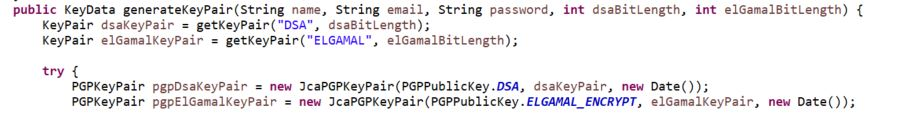 public KeyData generateKeyPair(String name, String email, String password, int dsaBitLength, int elGamalBitLength) {
KeyPair dsaKeyPair = getKeyPair("DSA", dsaBitLength);
KeyPair elGamalKeyPair = getKeyPair("ELGAMAL", elGamalBitLength);
try {
PGPKeyPair pgpDsaKeyPair = new JcaPGPKeyPair(PGPPublicKey.DSA, dsaKeyPair, new Date());
PGPKeyPair pgpElGamalKeyPair = new JcaPGPKeyPair(PGPPublicKey.ELGAMAL_ENCRYPT, elGamalKeyPair, new Date());